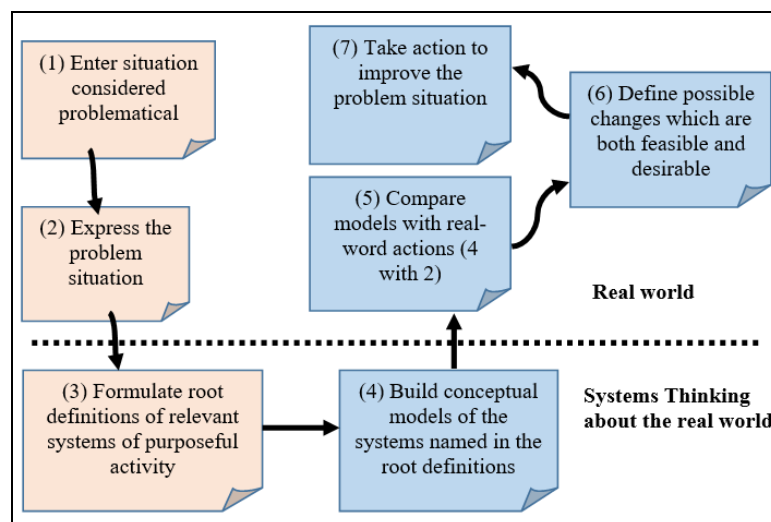 (1) Enter situation
considered
problematical
(2) Express the
problem
situation
(3) Formulate root
definitions of relevant
systems of purposeful
activity
(4) Build conceptual
models of the
systems named in the
root definitions
(5) Compare
models with real-
word actions (4
with 2)
(6) Define possible
changes which are
both feasible and
desirable
(7) Take action to
improve the
problem situation
Real world
Systems Thinking
about the real world